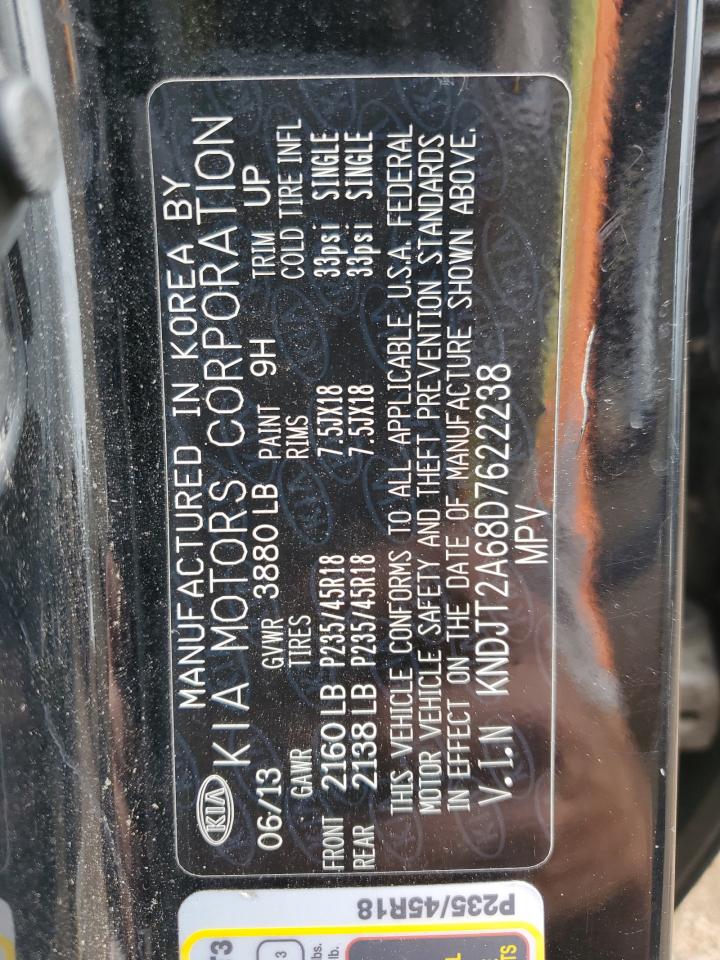 KIA
MANUFACTURED IN KOREA BY
KIA MOTORS CORPORATION
06/13 GVWR 3880 LB PAINT 9H TRIM UP
GAWR TIRES RIMS COLD TIRE INFL
FRONT 2160 LB P235/45R18 7.5JX18 33psi SINGLE
REAR 2138 LB P235/45R18 7.5JX18 33psi SINGLE
THIS VEHICLE CONFORMS TO ALL APPLICABLE U.S.A. FEDERAL
MOTOR VEHICLE SAFETY AND THEFT PREVENTION STANDARDS
IN EFFECT ON THE DATE OF MANUFACTURE SHOWN ABOVE.
V.I.N KNDJT2A68D7622238
MPV
P235/45R18
3
lb.